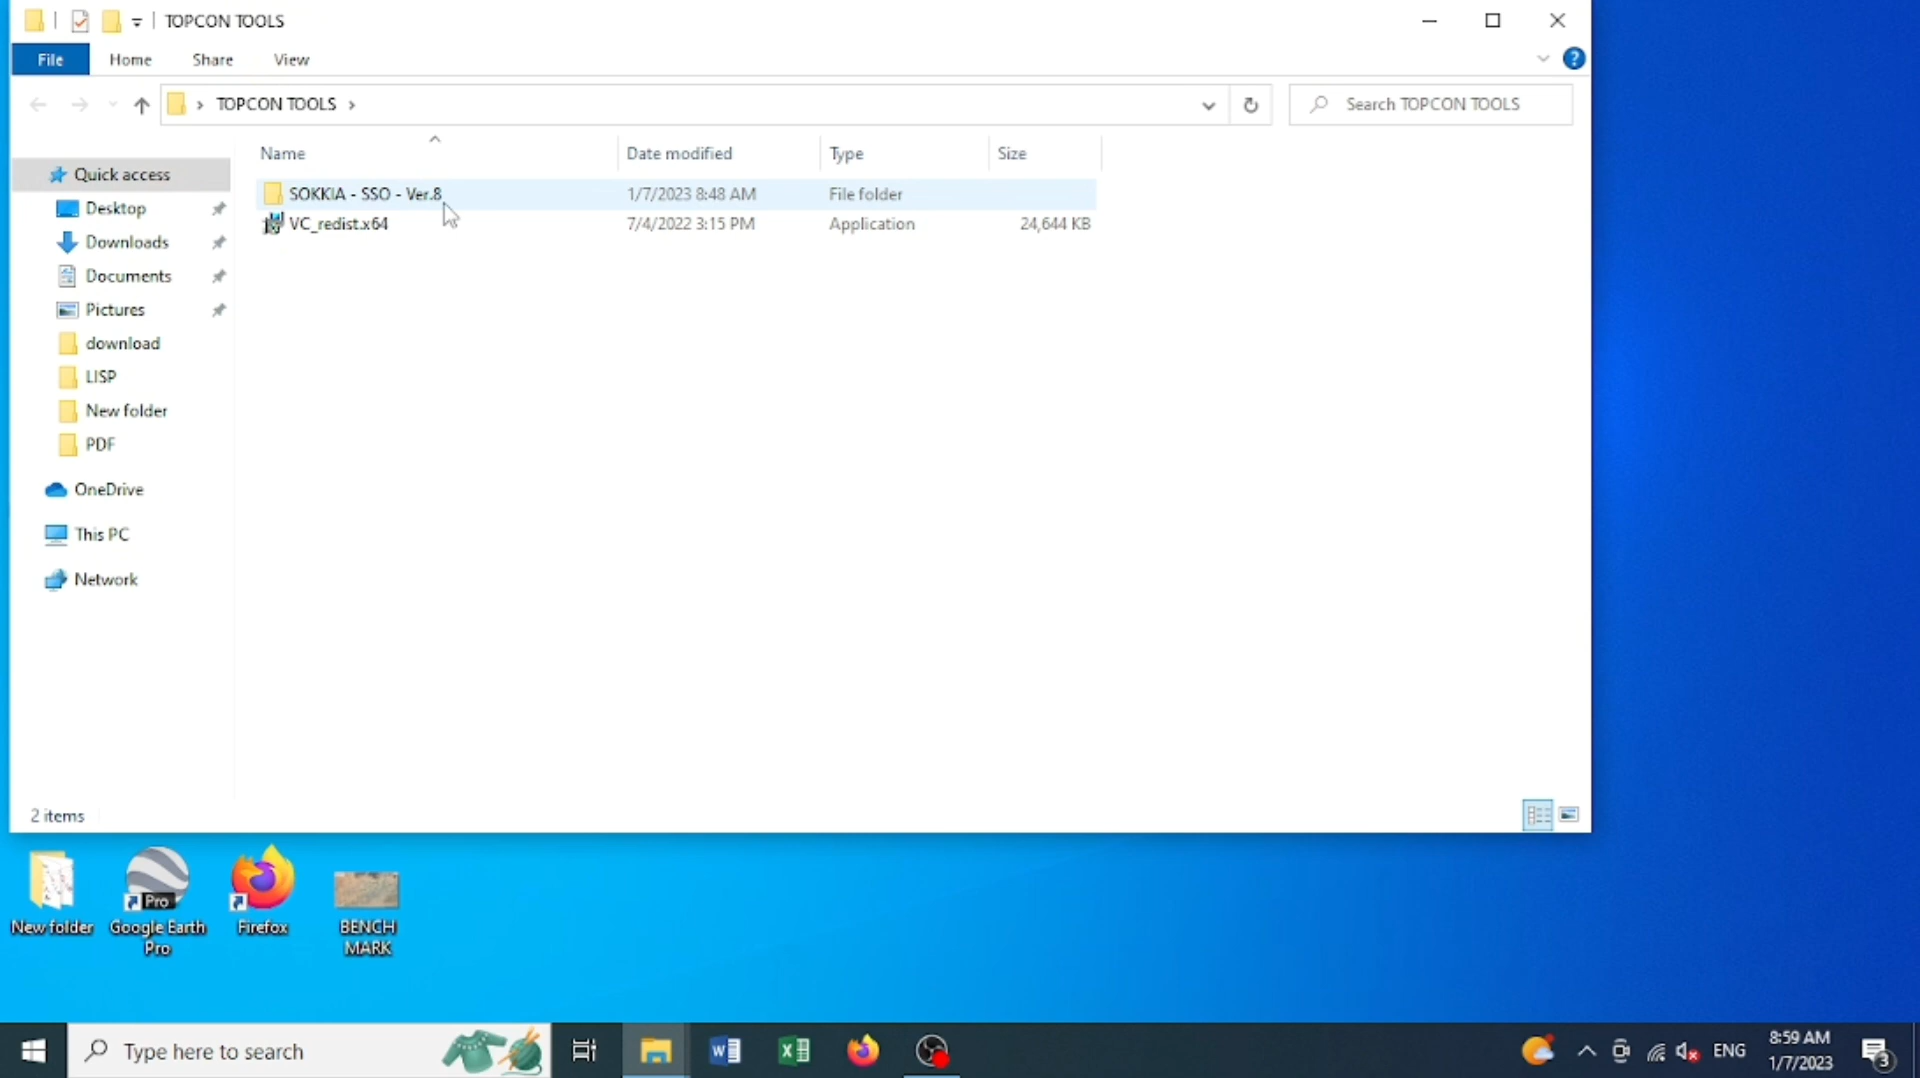 TOPCON TOOLS
File Home Share View
TOPCON TOOLS
Search TOPCON TOOLS
Name Date modified Type Size
SOKKIA - SSO - Ver.8 1/7/2023 8:48 AM File folder
VC_redist.x64 7/4/2022 3:15 PM Application 24,644 KB
Quick access
Desktop
Downloads
Documents
Pictures
download
LISP
New folder
PDF
OneDrive
This PC
Network
2 items
New folder
Google Earth
Pro
Firefox
BENCH
MARK
Pro
Type here to search
ENG
8:59 AM
1/7/2023
3